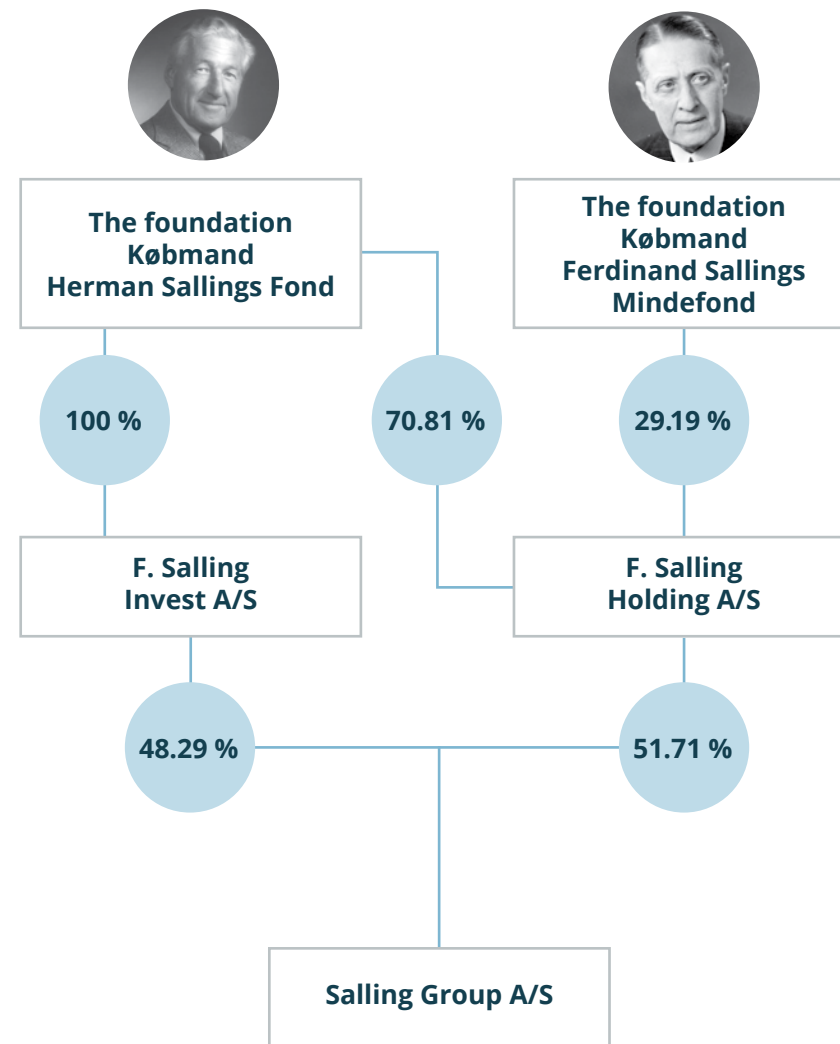 The foundation
Købmand
Herman Sallings Fond
The foundation
Købmand
Ferdinand Sallings
Mindefond
100 %
70.81 %
29.19 %
F. Salling
Invest A/S
F. Salling
Holding A/S
48.29 %
51.71 %
Salling Group A/S